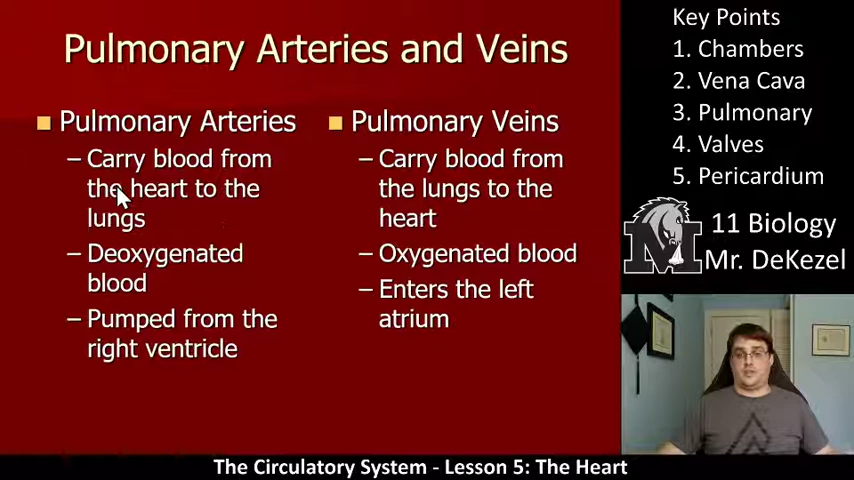 Pulmonary Arteries and Veins
Pulmonary Arteries
– Carry blood from
the heart to the
lungs
– Deoxygenated
blood
– Pumped from the
right ventricle
Pulmonary Veins
– Carry blood from
the lungs to the
heart
– Oxygenated blood
– Enters the left
atrium
Key Points
1. Chambers
2. Vena Cava
3. Pulmonary
4. Valves
5. Pericardium
M
11 Biology
Mr. DeKezel
The Circulatory System - Lesson 5: The Heart